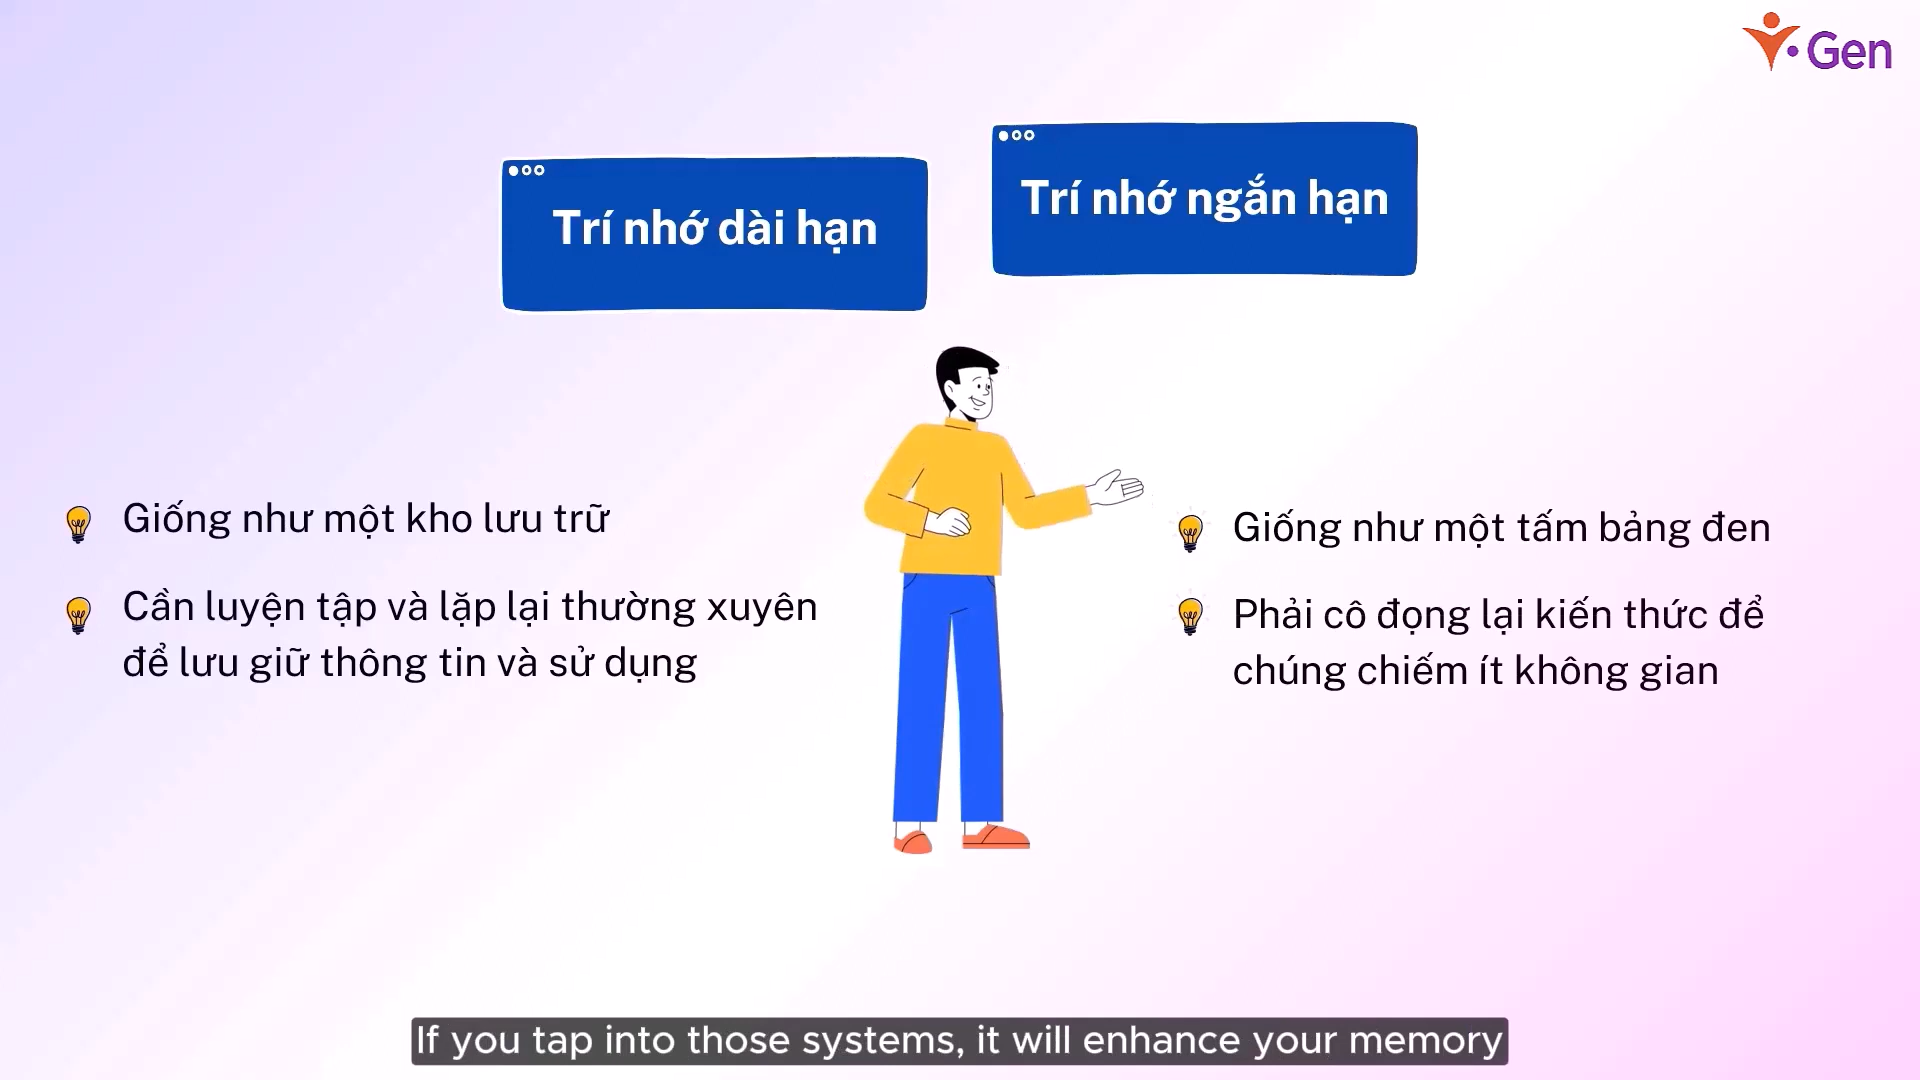 Gen
Trí nhớ dài hạn
Trí nhớ ngắn hạn
Giống như một kho lưu trữ
Cần luyện tập và lặp lại thường xuyên
để lưu giữ thông tin và sử dụng
Giống như một tấm bảng đen
Phải cô đọng lại kiến thức để
chúng chiếm ít không gian
If you tap into those systems, it will enhance your memory